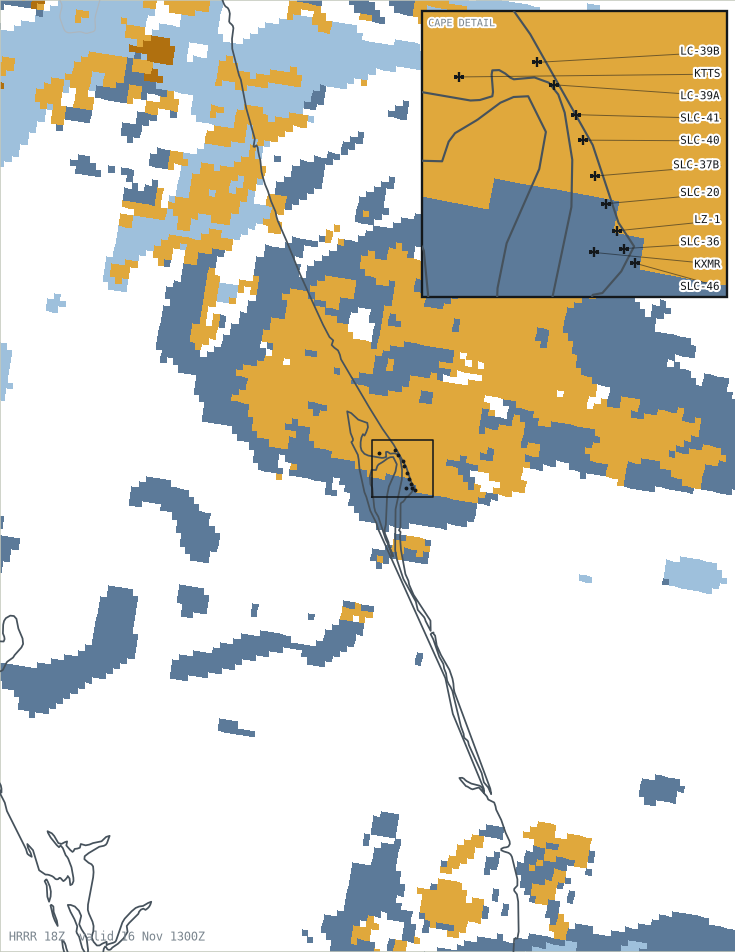 CAPE DETAIL
LC-39B
KTTS
LC-39A
SLC-41
SLC-40
SLC-37B
SLC-20
LZ-1
SLC-36
KXMR
SLC-46
HRRR 18Z valid 16 Nov 1300Z